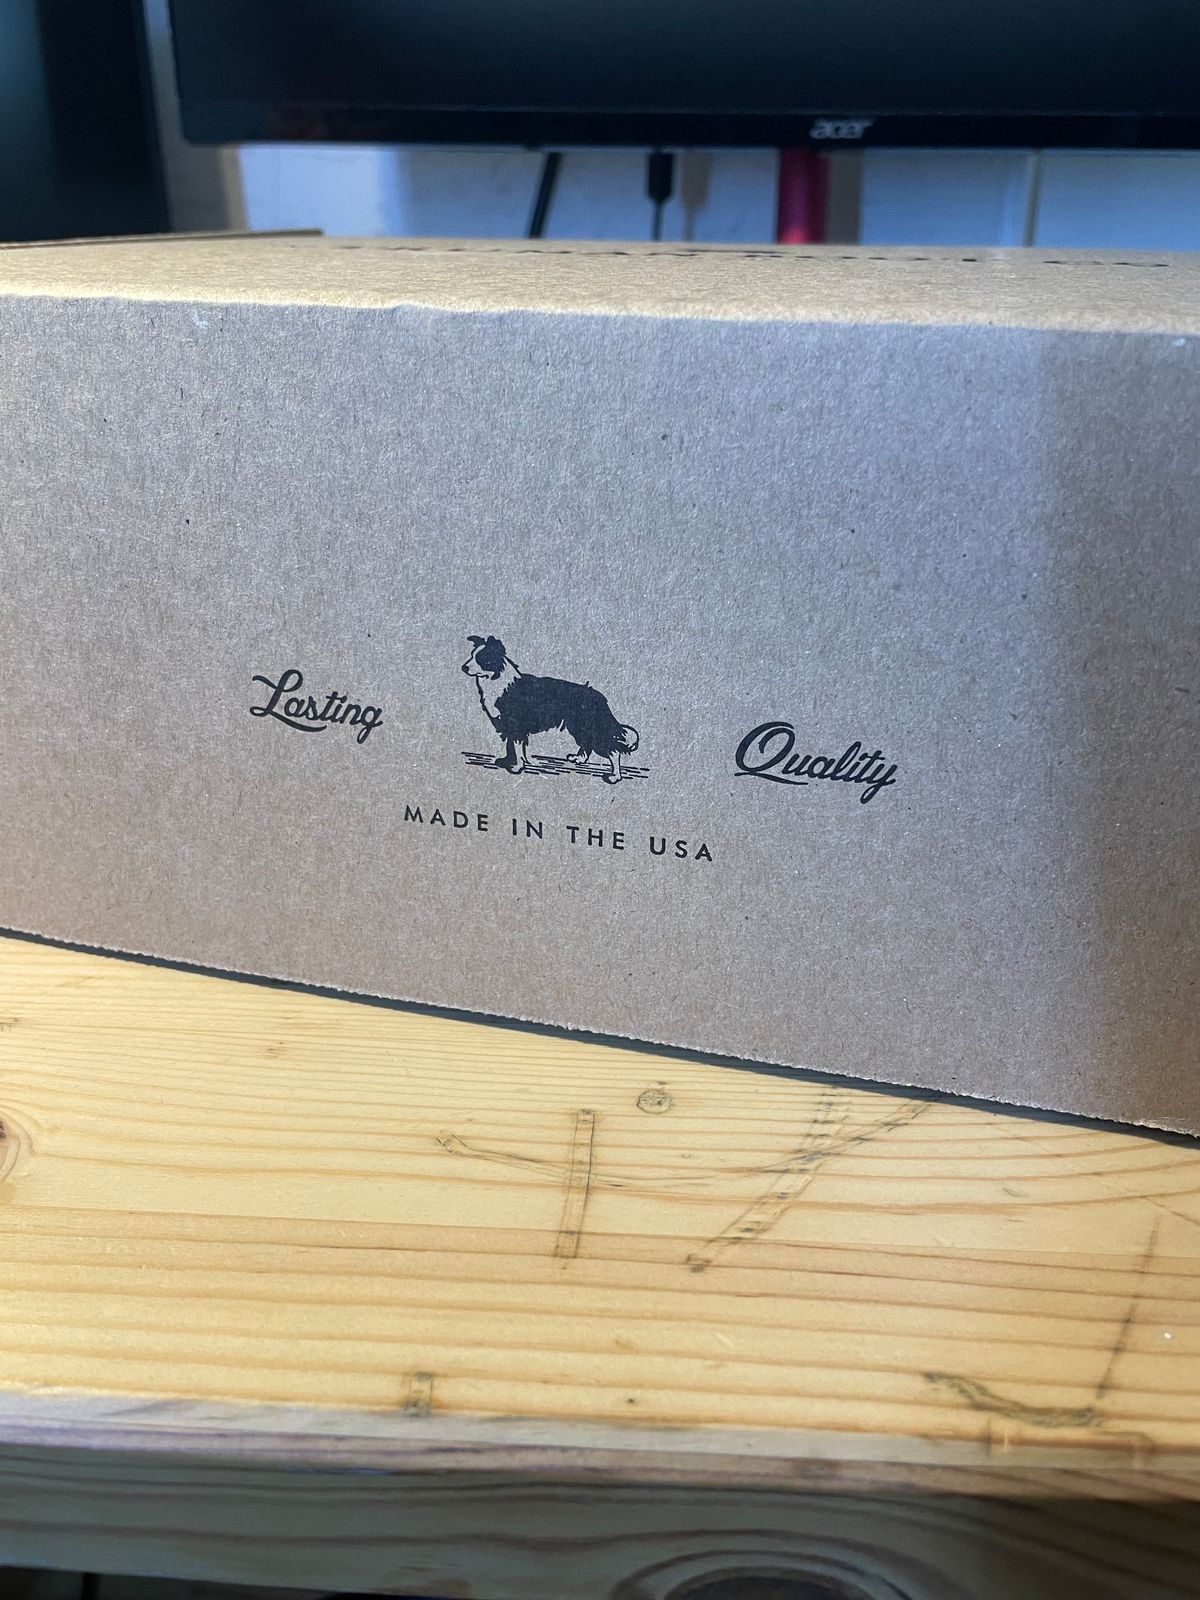 acer
Lasting Quality
MADE IN THE USA